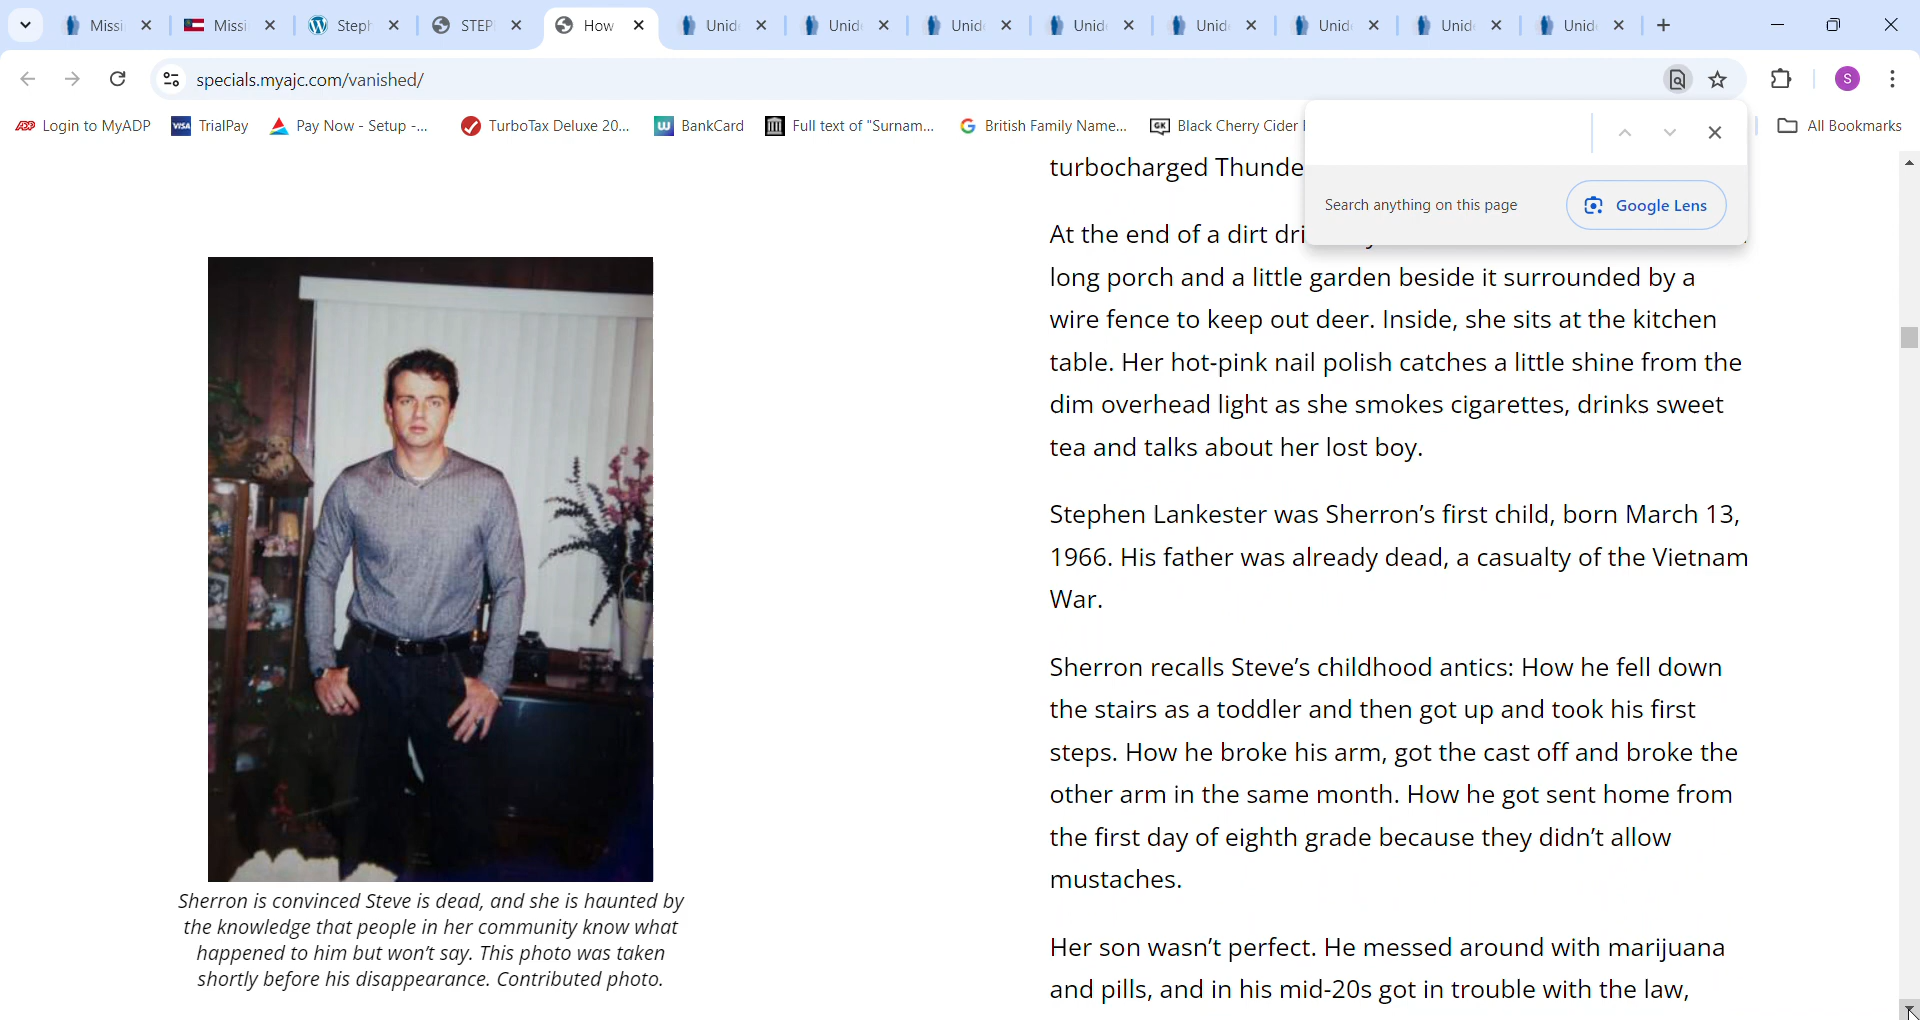 Missi
Missi
Steph
STEP
How
Unid
Unid
Unid
Unid
Unid
Unid
Unid
Unid
specials.myajc.com/vanished/
S
ADP Login to MyADP
VISA TrialPay
Pay Now - Setup -...
TurboTax Deluxe 20...
BankCard
Full text of "Surnam...
British Family Name...
GK Black Cherry Cider
All Bookmarks
Search anything on this page
Google Lens
Sherron is convinced Steve is dead, and she is haunted by
the knowledge that people in her community know what
happened to him but won't say. This photo was taken
shortly before his disappearance. Contributed photo.
turbocharged Thunde
At the end of a dirt dri
long porch and a little garden beside it surrounded by a
wire fence to keep out deer. Inside, she sits at the kitchen
table. Her hot-pink nail polish catches a little shine from the
dim overhead light as she smokes cigarettes, drinks sweet
tea and talks about her lost boy.
Stephen Lankester was Sherron's first child, born March 13,
1966. His father was already dead, a casualty of the Vietnam
War.
Sherron recalls Steve's childhood antics: How he fell down
the stairs as a toddler and then got up and took his first
steps. How he broke his arm, got the cast off and broke the
other arm in the same month. How he got sent home from
the first day of eighth grade because they didn't allow
mustaches.
Her son wasn't perfect. He messed around with marijuana
and pills, and in his mid-20s got in trouble with the law,